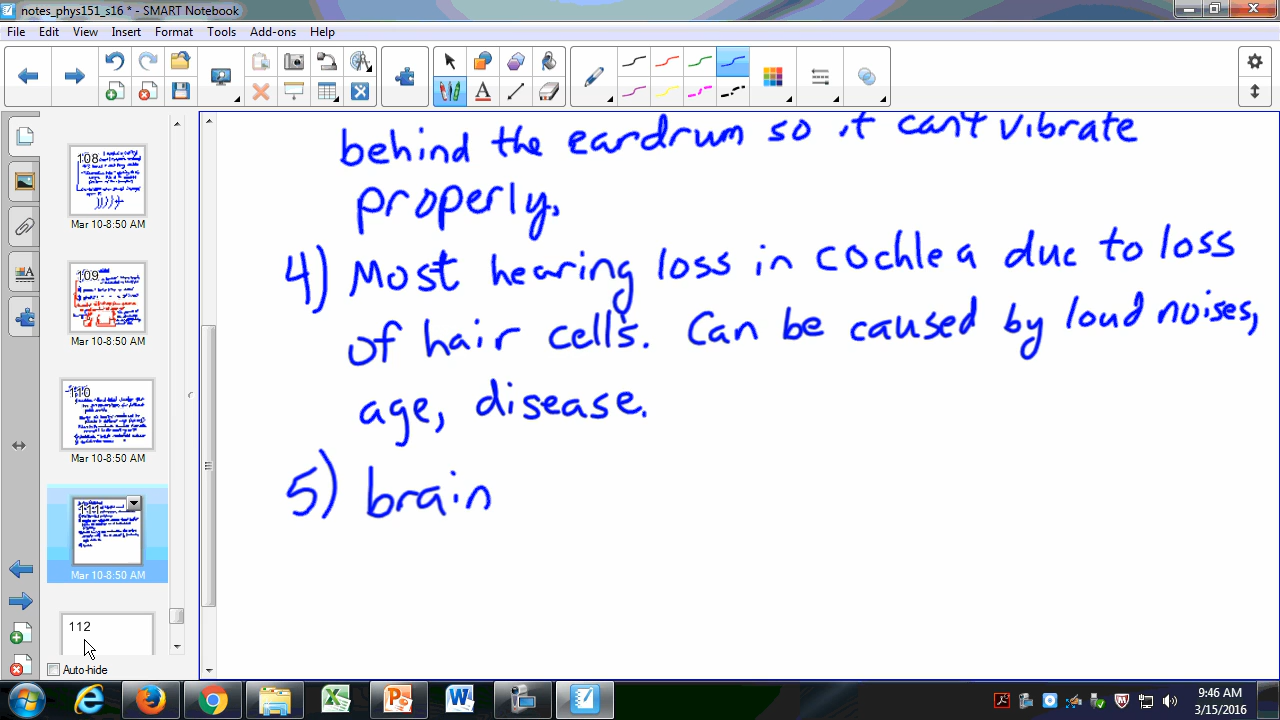 notes_phys151_s16 * - SMART Notebook
File Edit View Insert Format Tools Add-ons Help
108
Mar 10-8:50 AM
109
Mar 10-8:50 AM
110
Mar 10-8:50 AM
Mar 10-8:50 AM
112
Auto-hide
behind the eardrum so it can't vibrate
properly.
4) Most hearing loss in cochlea due to loss
of hair cells. Can be caused by loud noises,
age, disease.
5) brain
9:46 AM
3/15/2016